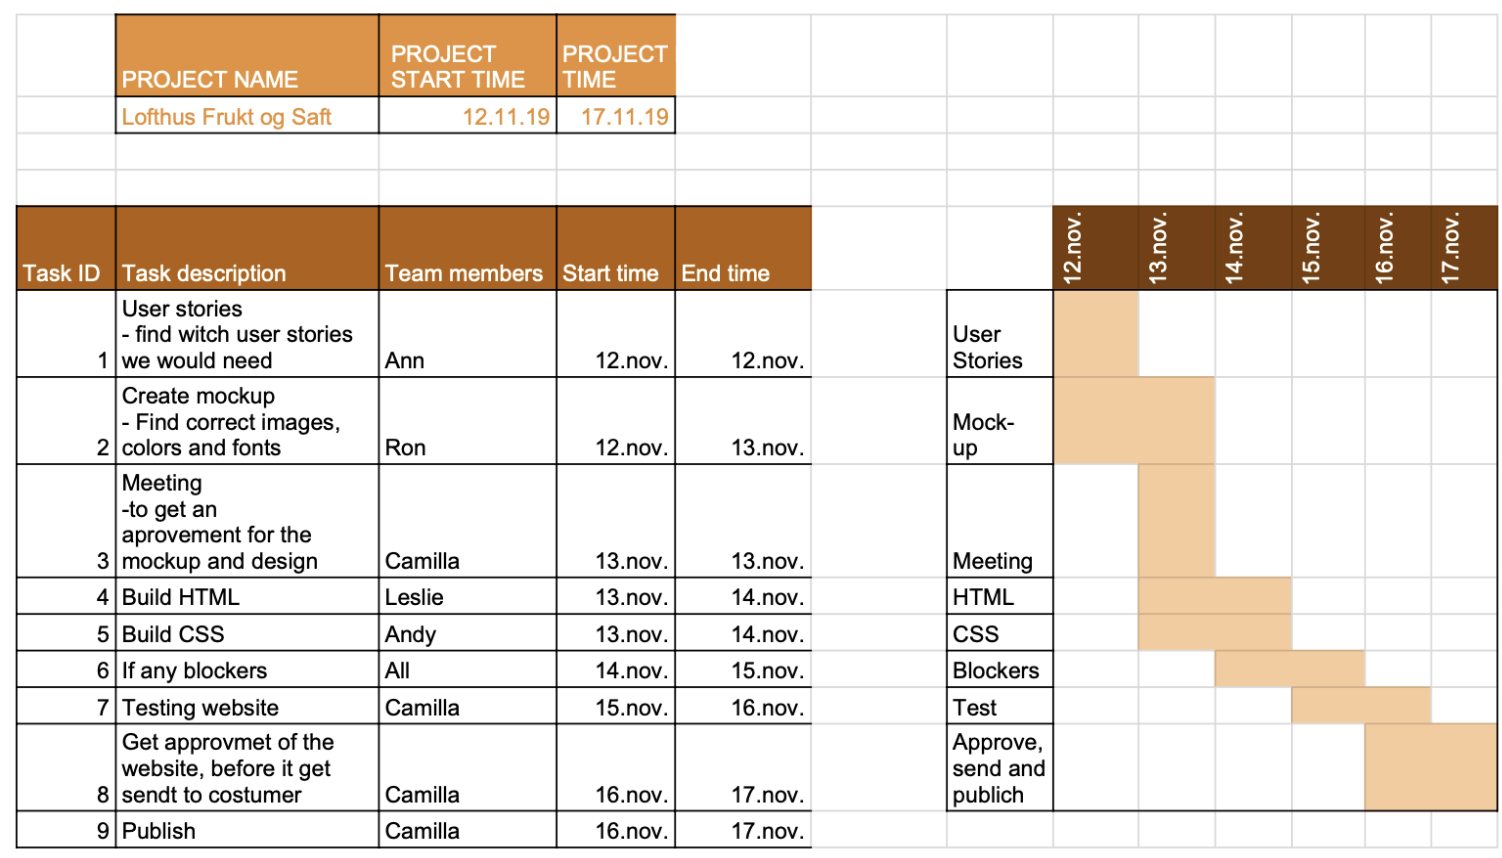 PROJECT NAME
PROJECT
START TIME
PROJECT
TIME
Lofthus Frukt og Saft
12.11.19
17.11.19
Task ID
Task description
Team members
Start time
End time
12.nov.
13.nov.
14.nov.
15.nov.
16.nov.
17.nov.
1
User stories
- find witch user stories
we would need
Ann
12.nov.
12.nov.
User
Stories
2
Create mockup
- Find correct images,
colors and fonts
Ron
12.nov.
13.nov.
Mock-
up
3
Meeting
-to get an
aprovement for the
mockup and design
Camilla
13.nov.
13.nov.
Meeting
4
Build HTML
Leslie
13.nov.
14.nov.
HTML
5
Build CSS
Andy
13.nov.
14.nov.
CSS
6
If any blockers
All
14.nov.
15.nov.
Blockers
7
Testing website
Camilla
15.nov.
16.nov.
Test
8
Get approvmet of the
website, before it get
sendt to costumer
Camilla
16.nov.
17.nov.
Approve,
send and
publich
9
Publish
Camilla
16.nov.
17.nov.